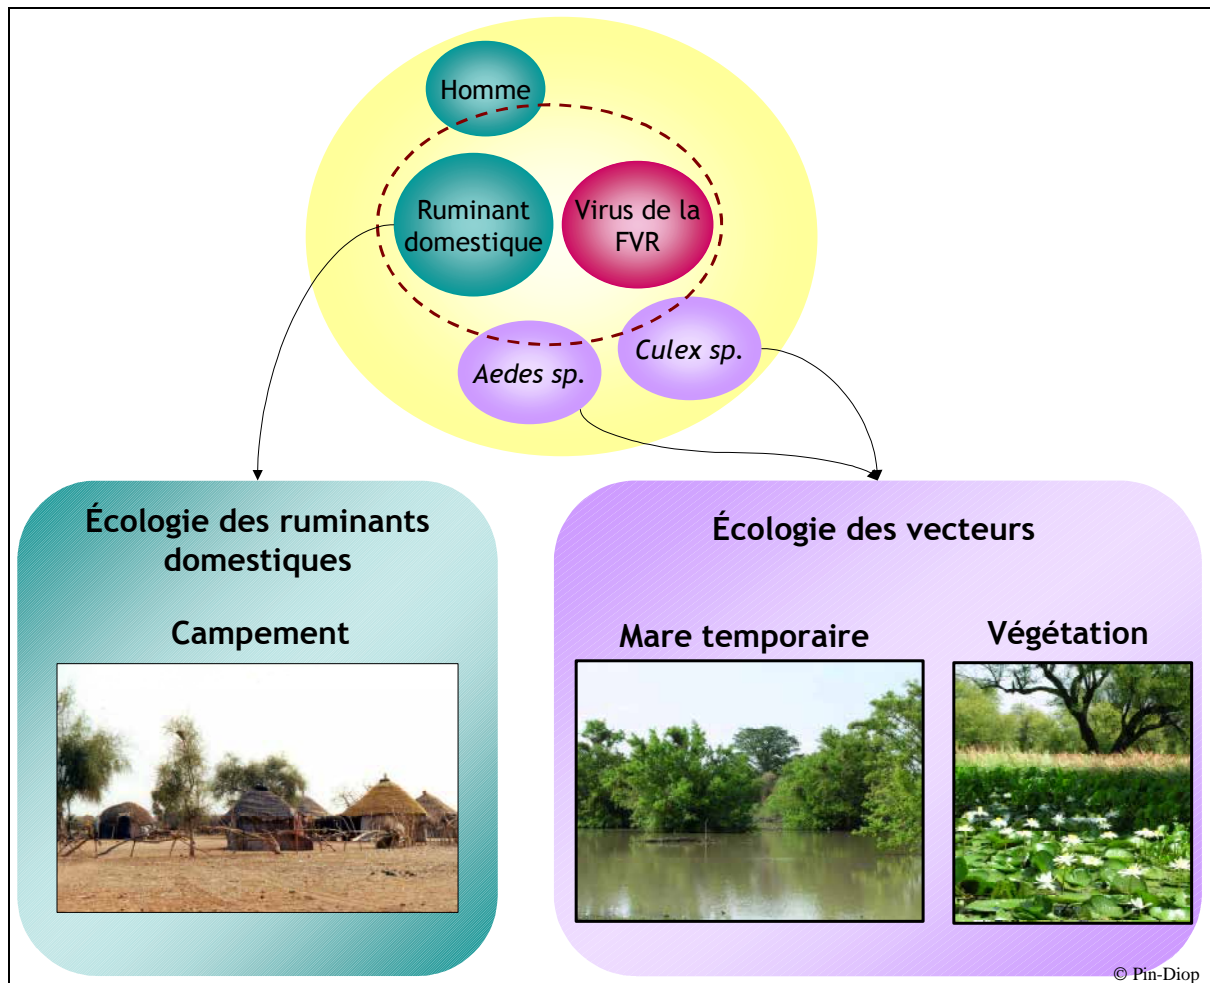 Homme
Ruminant
domestique
Virus de la
FVR
Culex sp.
Aedes sp.
Écologie des ruminants
domestiques
Campement
Écologie des vecteurs
Mare temporaire
Végétation
© Pin-Diop